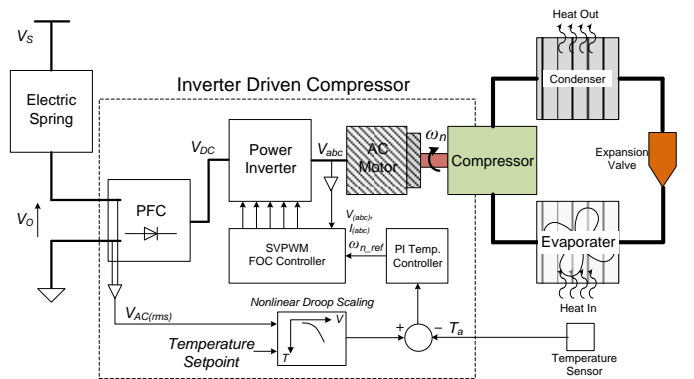 Heat Out
V_S
Condenser
Electric
Spring
Inverter Driven Compressor
V_DC
Power
Inverter
V_abc
AC
Motor
ω_n
Compressor
Expansion
Valve
PFC
V_O
V_(abc),
I_(abc)
ω_n_ref
SVPWM
FOC Controller
PI Temp.
Controller
Evaporater
Heat In
V_AC(rms)
Nonlinear Droop Scaling
V
T
Temperature
Setpoint
+
− T_a
Temperature
Sensor